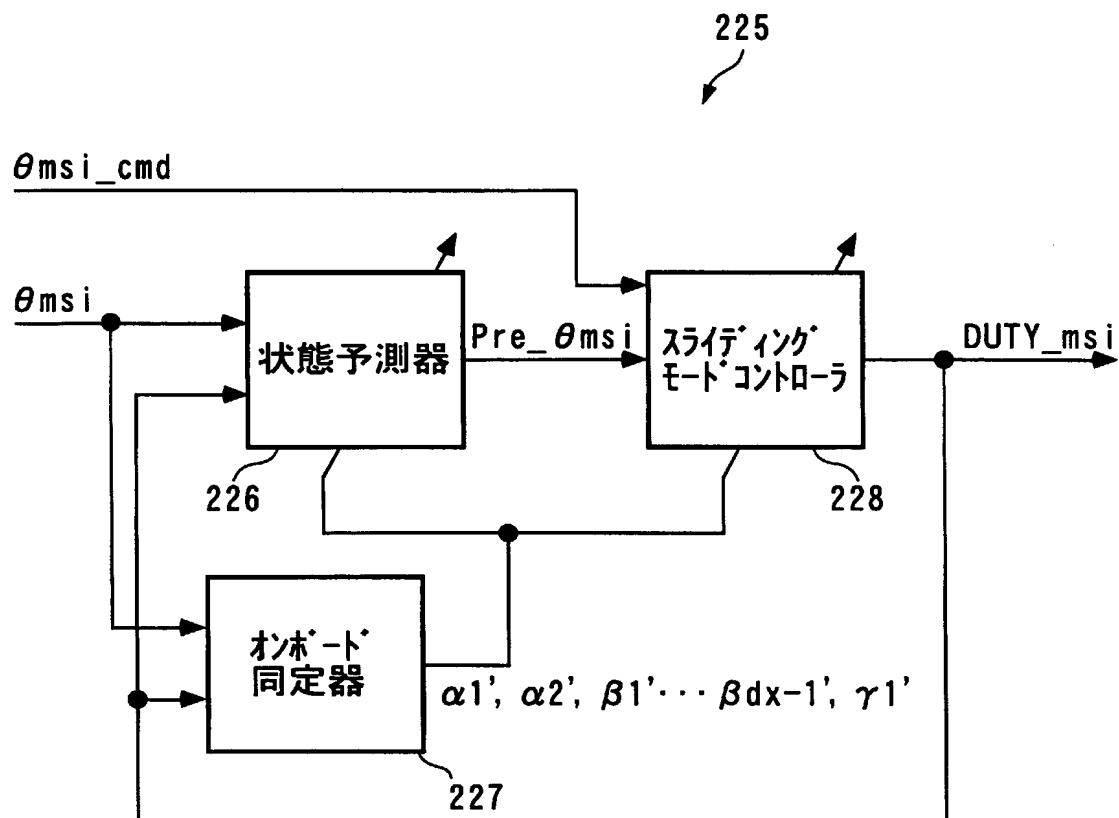 225
θmsi_cmd
θmsi
状態予測器
Pre_θmsi
スライディング
モードコントローラ
DUTY_msi
226
228
オンボード
同定器
α1', α2', β1'･･･βdx-1', γ1'
227